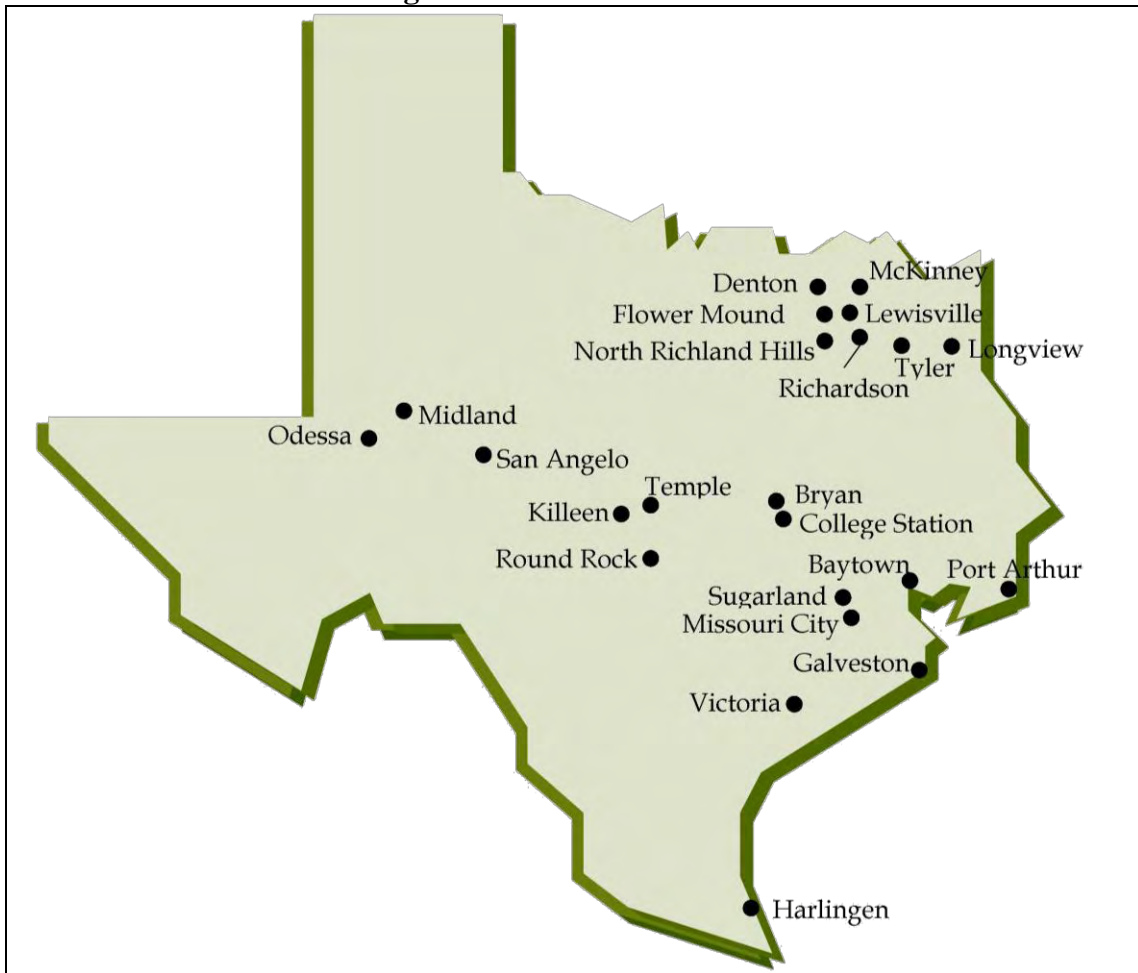 Denton
McKinney
Flower Mound
Lewisville
North Richland Hills
Richardson
Tyler
Longview
Midland
Odessa
San Angelo
Temple
Killeen
Bryan
College Station
Round Rock
Baytown
Port Arthur
Sugarland
Missouri City
Galveston
Victoria
Harlingen